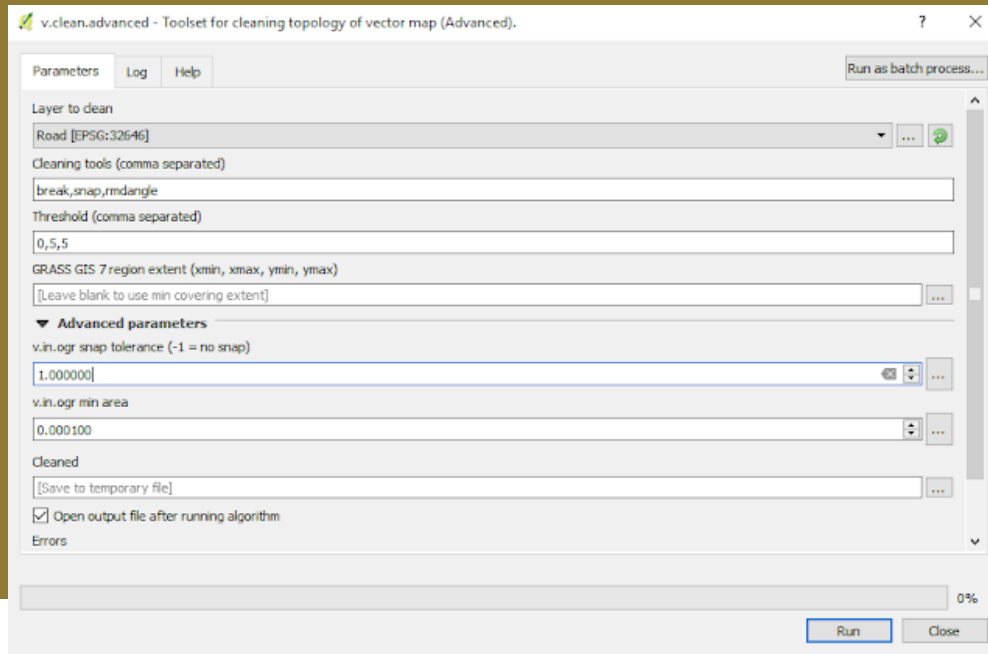 v.clean.advanced - Toolset for cleaning topology of vector map (Advanced).
?
Parameters Log Help Run as batch process...
Layer to clean
Road [EPSG:32646] ...
Cleaning tools (comma separated)
break,snap,rmdangle
Threshold (comma separated)
0,5,5
GRASS GIS 7 region extent (xmin, xmax, ymin, ymax)
[Leave blank to use min covering extent] ...
Advanced parameters
v.in.ogr snap tolerance (-1 = no snap)
1.000000 ...
v.in.ogr min area
0.000100 ...
Cleaned
[Save to temporary file] ...
Open output file after running algorithm
Errors
0%
Run Close